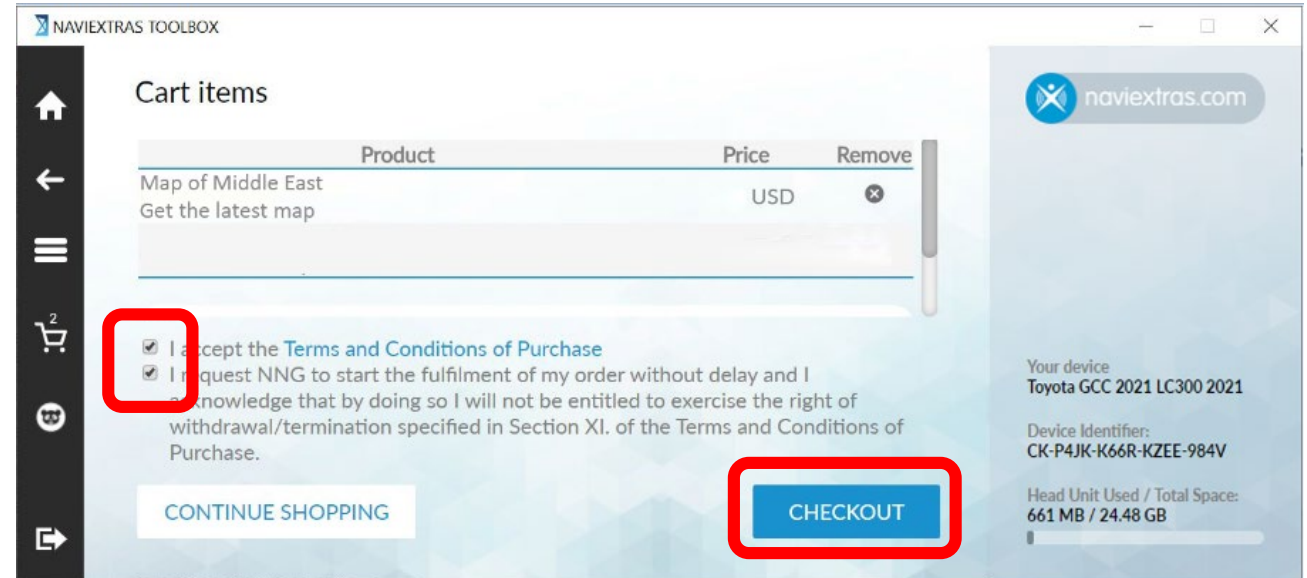 NAVIEXTRAS TOOLBOX
Cart items
naviextras.com
Product Price Remove
Map of Middle East
Get the latest map
USD
2
I accept the Terms and Conditions of Purchase
I request NNG to start the fulfilment of my order without delay and I
acknowledge that by doing so I will not be entitled to exercise the right of
withdrawal/termination specified in Section XI. of the Terms and Conditions of
Purchase.
CONTINUE SHOPPING
CHECKOUT
Your device
Toyota GCC 2021 LC300 2021
Device Identifier:
CK-P4JK-K66R-KZEE-984V
Head Unit Used / Total Space:
661 MB / 24.48 GB